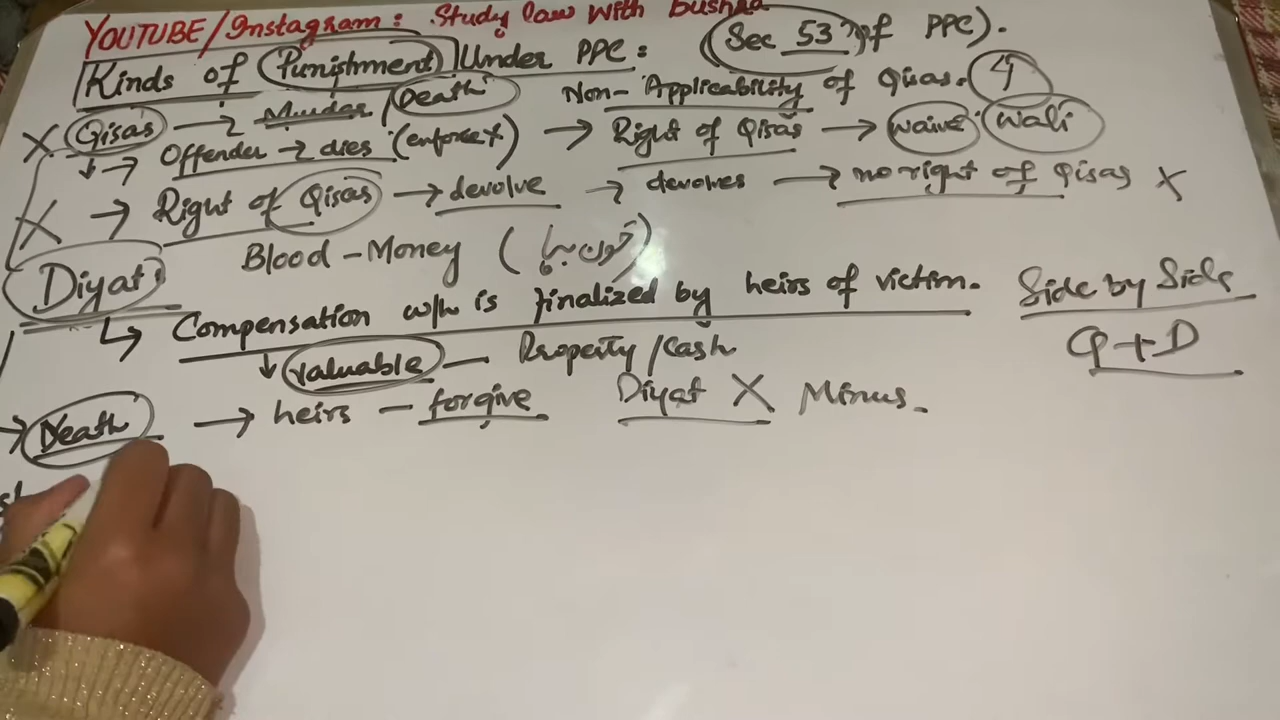 YOUTUBE/Instagram: Study law with bushra
Kinds of Punishment Under PPC: (Sec 53 of PPC).
X Qisas → Murder / Death Non-Applicability of Qisas. 4
→ Offender → dies (enforce X) → Right of Qisas → waive Wali
X → Right of Qisas → devolve → devolves → no right of Qisas X
Diyat: Blood-Money (خون بہا)
↳ Compensation w/h is finalized by heirs of victim. Side by Side
↓ valuable — Property/Cash Q+D
→ Death → heirs – forgive Diyat X Minus.